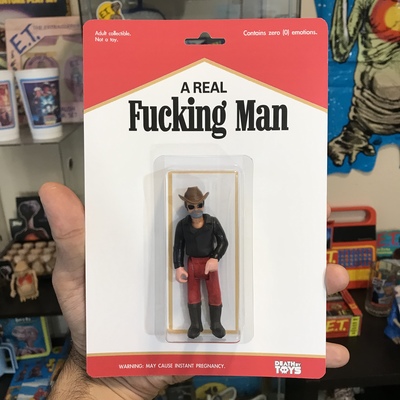 Adult collectible.
Not a toy.
Contains zero (0) emotions.
A REAL
Fucking Man
WARNING: MAY CAUSE INSTANT PREGNANCY.
DEATH BY
TOYS
E.T.
E.T.